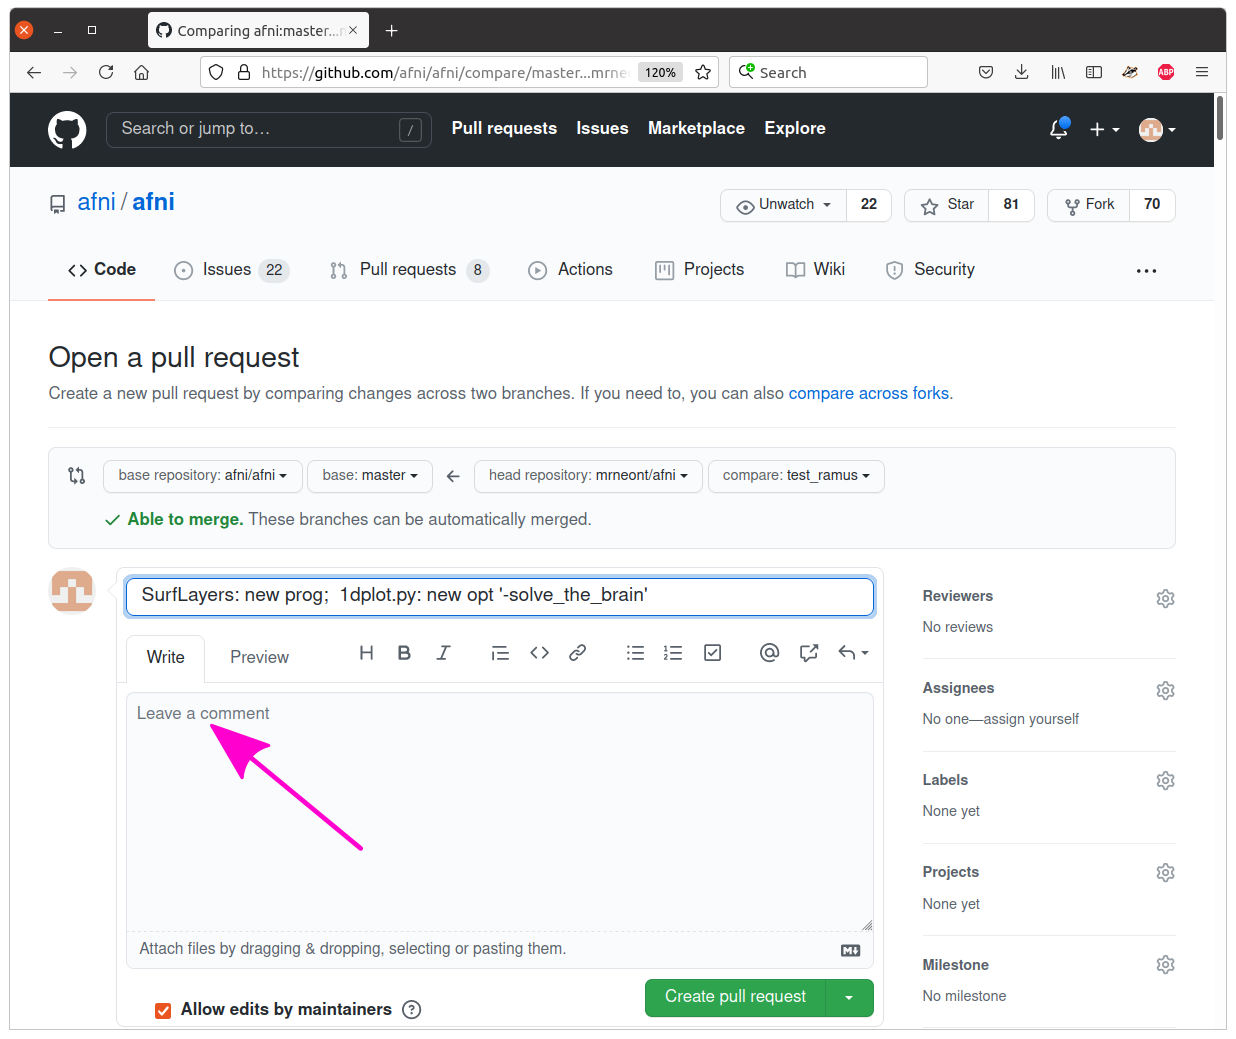 Comparing afni:master...m
https://github.com/afni/afni/compare/master...mrne
120%
Search
ABP
Search or jump to…
/
Pull requests
Issues
Marketplace
Explore
afni / afni
Unwatch
22
Star
81
Fork
70
Code
Issues 22
Pull requests 8
Actions
Projects
Wiki
Security
Open a pull request
Create a new pull request by comparing changes across two branches. If you need to, you can also compare across forks.
base repository: afni/afni
base: master
head repository: mrneont/afni
compare: test_ramus
Able to merge. These branches can be automatically merged.
SurfLayers: new prog;  1dplot.py: new opt '-solve_the_brain'
Write
Preview
Leave a comment
Attach files by dragging & dropping, selecting or pasting them.
Allow edits by maintainers
Create pull request
Reviewers
No reviews
Assignees
No one—assign yourself
Labels
None yet
Projects
None yet
Milestone
No milestone